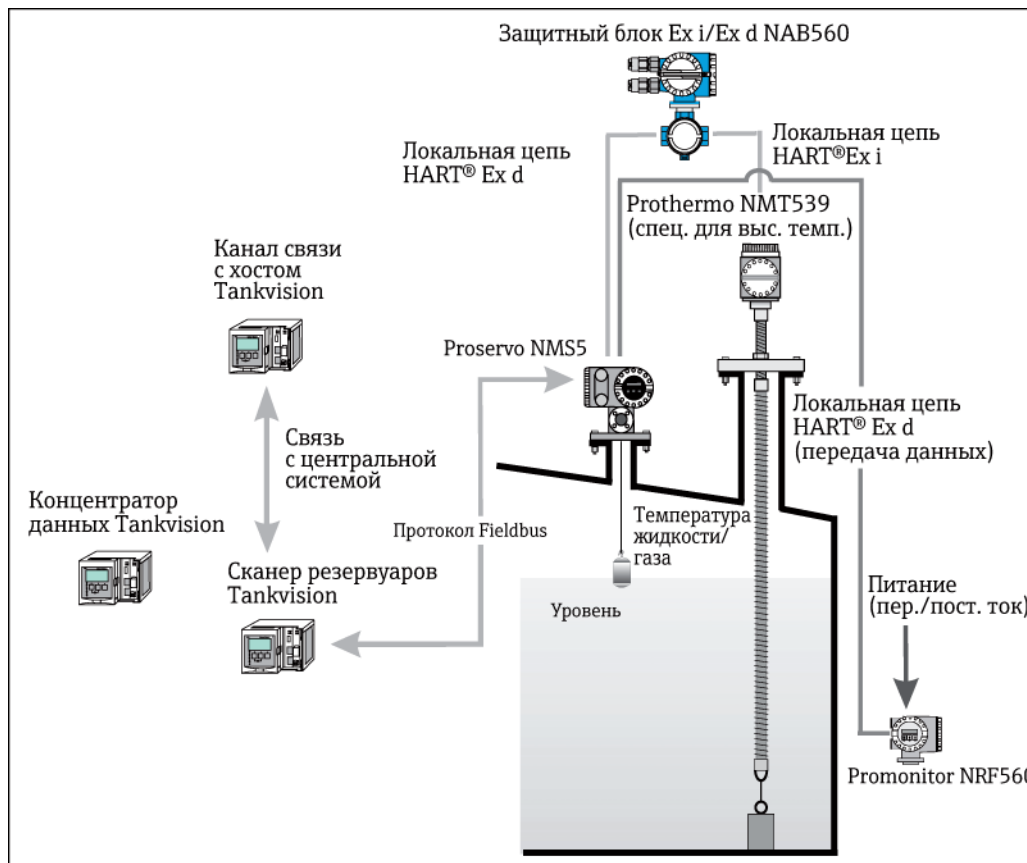 Защитный блок Ex i/Ex d NAB560
Локальная цепь
HART® Ex d
Локальная цепь
HART®Ex i
Prothermo NMT539
(спец. для выс. темп.)
Канал связи
с хостом
Tankvision
Proservo NMS5
Локальная цепь
HART® Ex d
(передача данных)
Связь
с центральной
системой
Концентратор
данных Tankvision
Протокол Fieldbus
Температура
жидкости/
газа
Сканер резервуаров
Tankvision
Уровень
Питание
(пер./пост. ток)
Promonitor NRF560